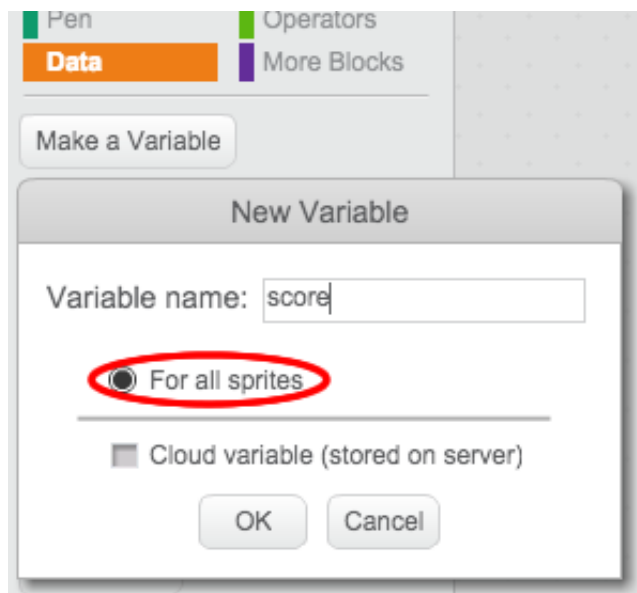 Pen Operators
Data More Blocks
Make a Variable
New Variable
Variable name: score
For all sprites
Cloud variable (stored on server)
OK Cancel